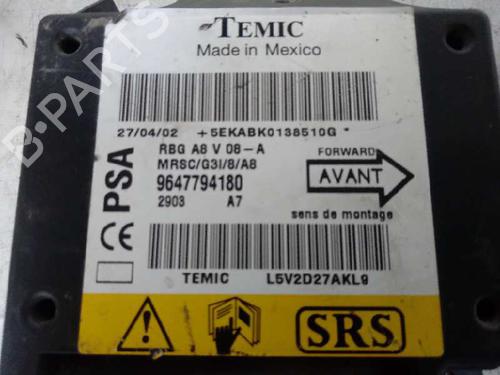 TEMIC
Made in Mexico
27/04/02 +5EKABK0138510G *
PSA
RBG A8 V 08-A
MRSC/G3I/8/A8
9647794180
2903 A7
FORWARD
AVANT
sens de montage
CE
TEMIC L5V2D27AKL9
SRS